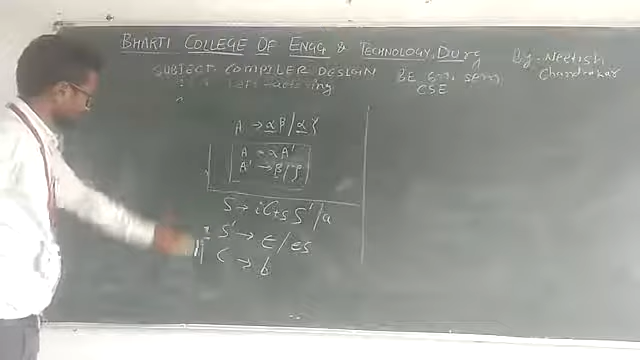 BHARTI COLLEGE OF ENGG & TECHNOLOGY, DURG
By- Neetish Chandrakar
SUBJECT- COMPILER DESIGN
BE 6th sem
CSE
Left factoring
A → αβ/αγ
A → αA'
A' → β/γ
S → iCtS S'/a
S' → ε/eS
C → b